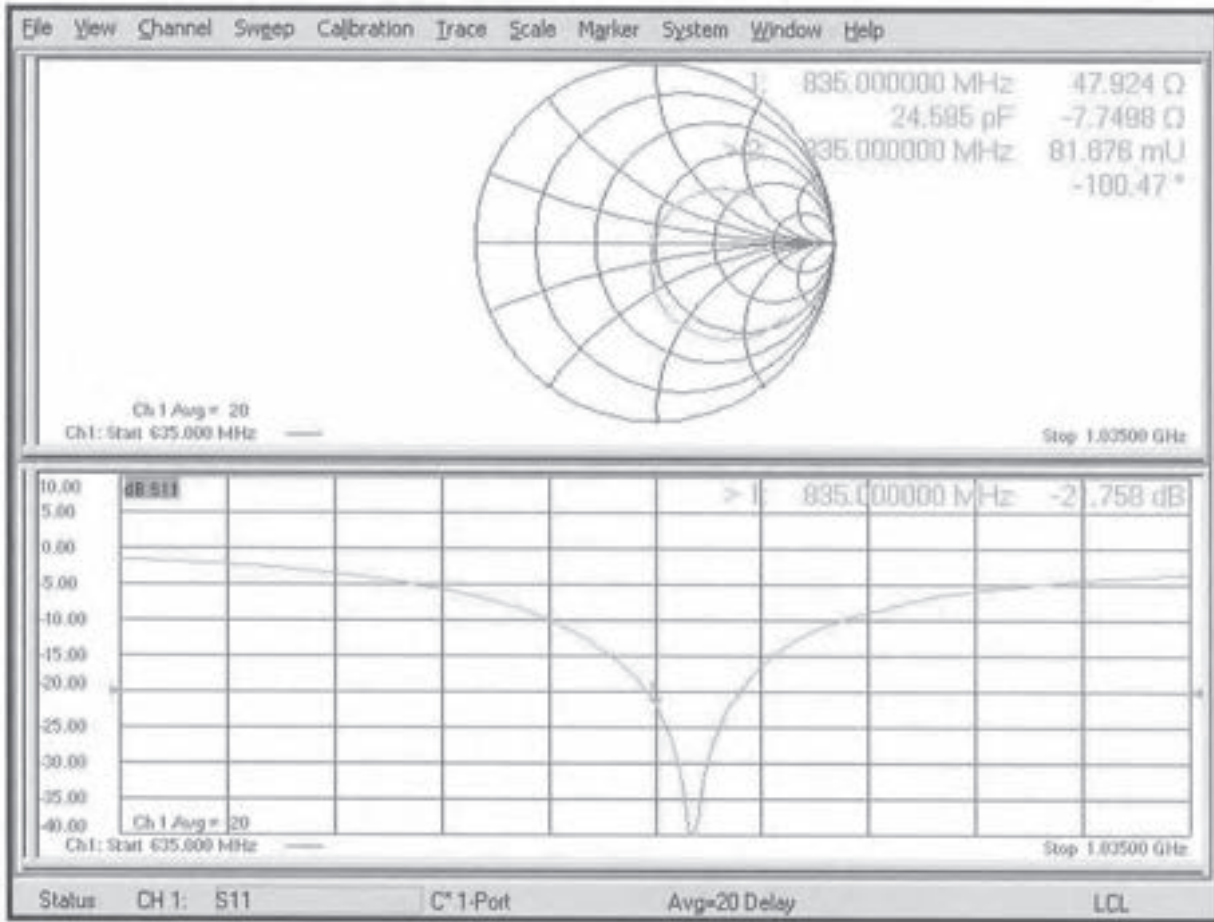 File View Channel Sweep Calibration Trace Scale Marker System Window Help
1: 835.000000 MHz 47.924 Ω
24.595 pF -7.7498 Ω
> 2: 835.000000 MHz 81.676 mU
-100.47 °
Ch 1 Avg = 20
Ch1: Start 635.000 MHz
Stop 1.03500 GHz
10.00
dB S11
> 1: 835.000000 MHz -21.758 dB
5.00
0.00
-5.00
-10.00
-15.00
-20.00
-25.00
-30.00
-35.00
-40.00
Ch 1 Avg = 20
Ch1: Start 635.000 MHz
Stop 1.03500 GHz
Status CH 1: S11 C* 1-Port Avg=20 Delay LCL